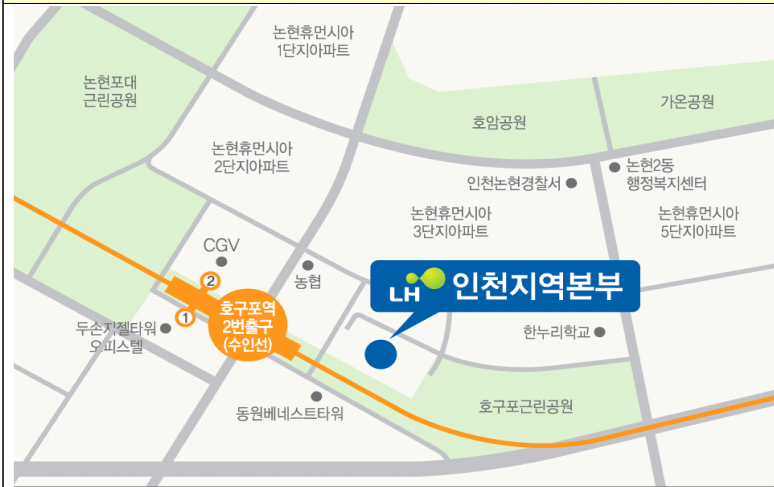 논현휴먼시아
1단지아파트
논현포대
근린공원
가온공원
호암공원
논현휴먼시아
2단지아파트
인천논현경찰서
논현2동
행정복지센터
논현휴먼시아
3단지아파트
논현휴먼시아
5단지아파트
CGV
농협
LH 인천지역본부
2
1
호구포역
2번출구
(수인선)
두손지젤타워
오피스텔
한누리학교
동원베네스트타워
호구포근린공원